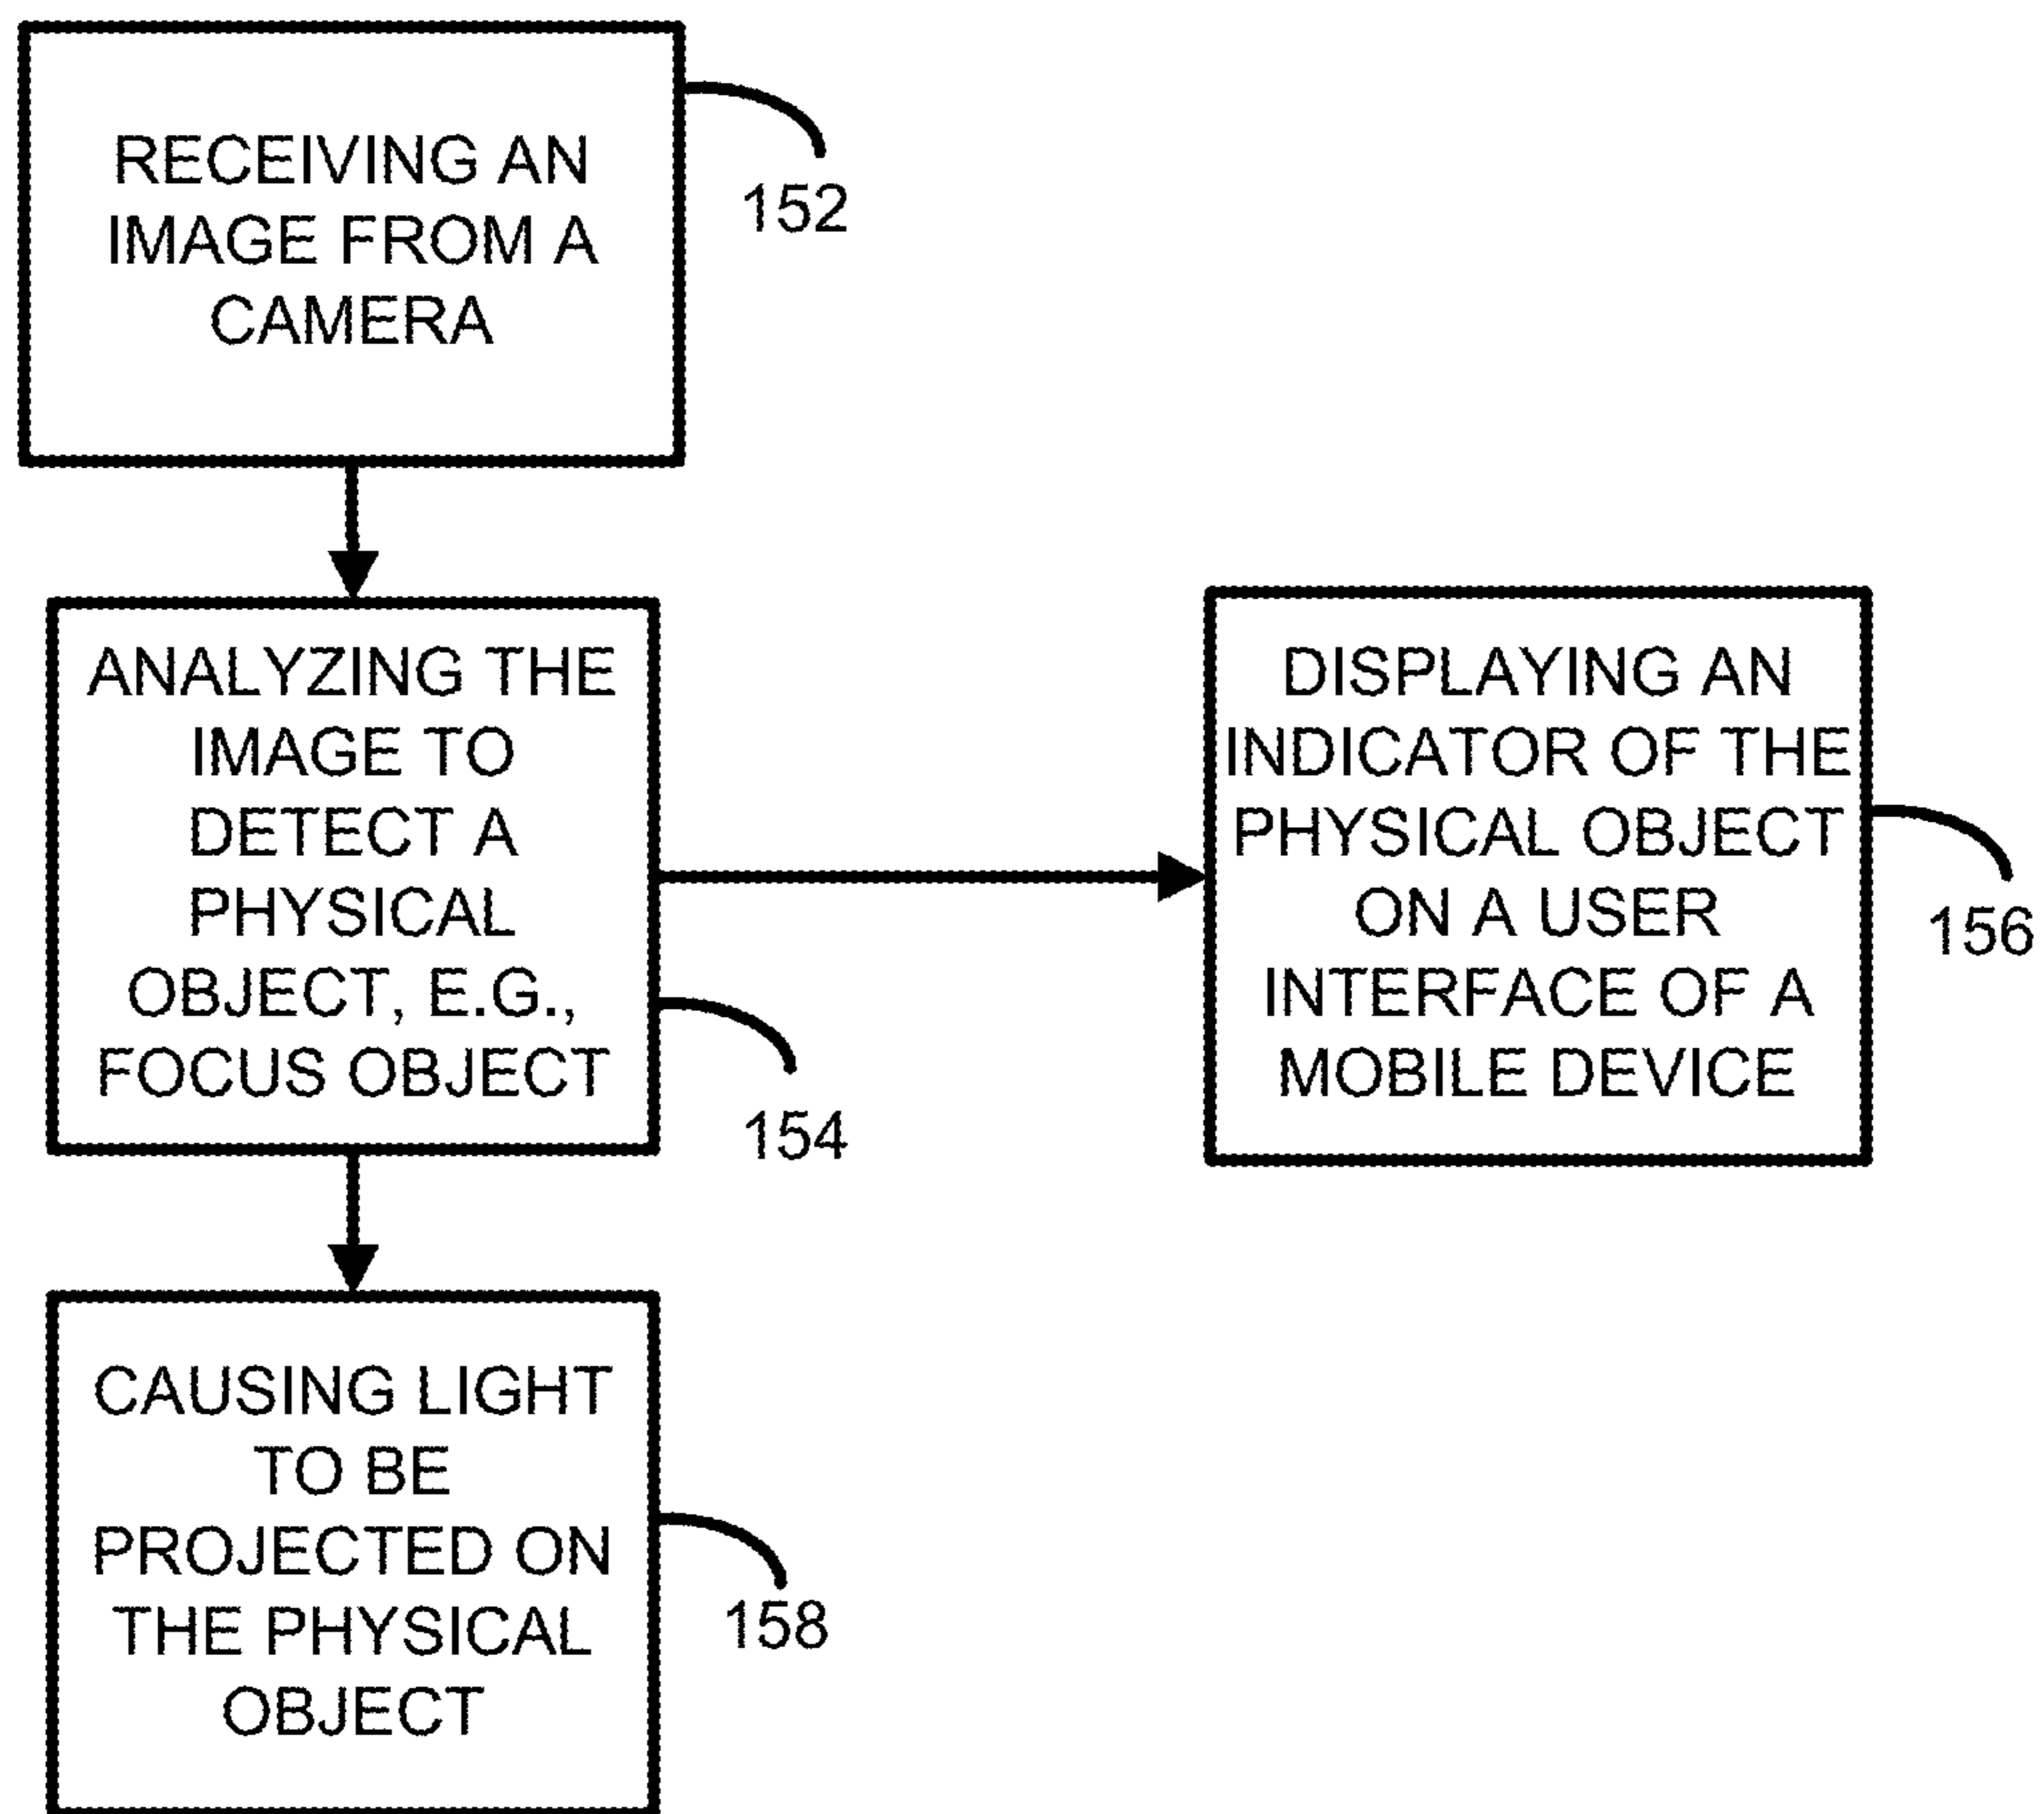 RECEIVING AN
IMAGE FROM A
CAMERA
152
ANALYZING THE
IMAGE TO
DETECT A
PHYSICAL
OBJECT, E.G.,
FOCUS OBJECT
154
DISPLAYING AN
INDICATOR OF THE
PHYSICAL OBJECT
ON A USER
INTERFACE OF A
MOBILE DEVICE
156
CAUSING LIGHT
TO BE
PROJECTED ON
THE PHYSICAL
OBJECT
158